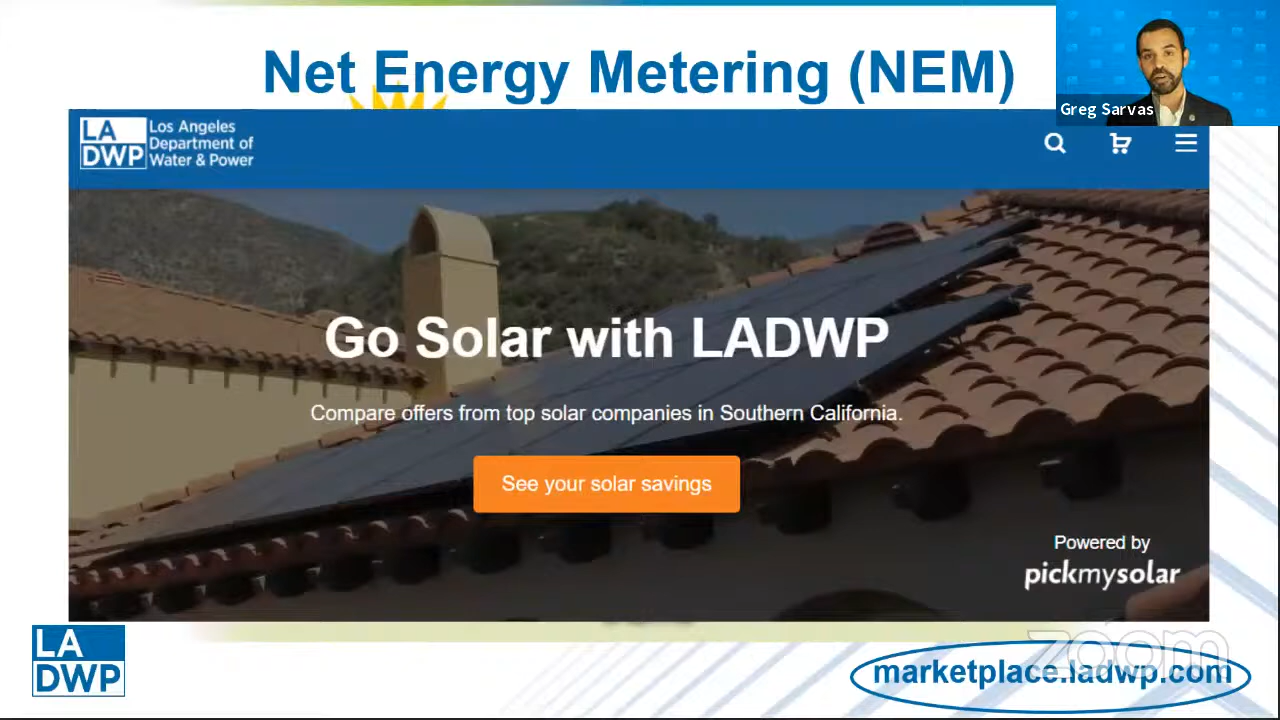 Net Energy Metering (NEM)
Greg Sarvas
LA
DWP
Los Angeles
Department of
Water & Power
Go Solar with LADWP
Compare offers from top solar companies in Southern California.
See your solar savings
Powered by
pickmysolar
LA
DWP
zoom
marketplace.ladwp.com